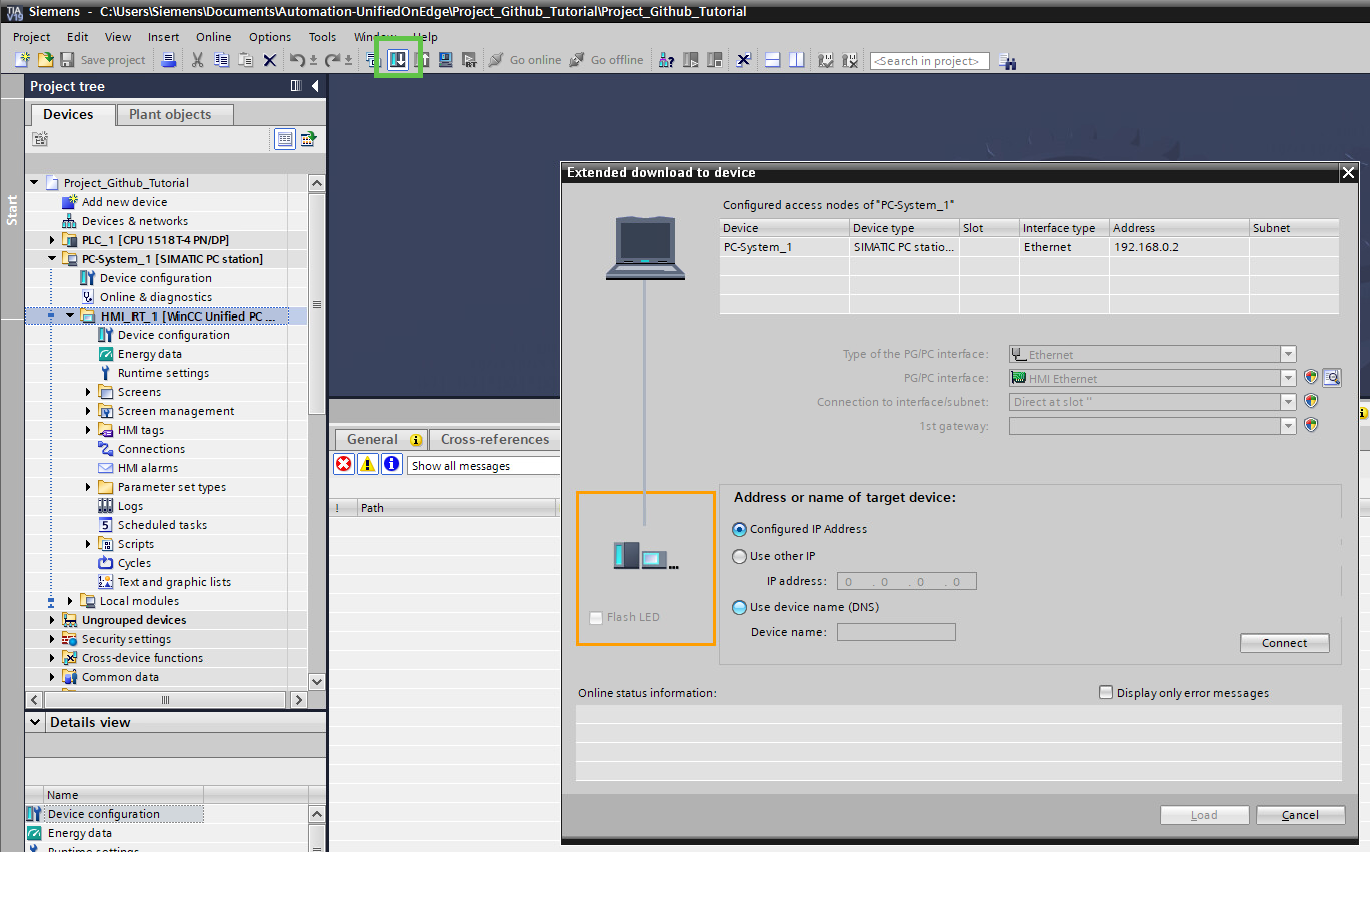 TIA V19 Siemens - C:\Users\Siemens\Documents\Automation-UnifiedOnEdge\Project_Github_Tutorial\Project_Github_Tutorial
Project Edit View Insert Online Options Tools Window Help
Save project Go online Go offline <Search in project>
Start
Project tree
Devices Plant objects
Project_Github_Tutorial
Add new device
Devices & networks
PLC_1 [CPU 1518T-4 PN/DP]
PC-System_1 [SIMATIC PC station]
Device configuration
Online & diagnostics
HMI_RT_1 [WinCC Unified PC ...
Device configuration
Energy data
Runtime settings
Screens
Screen management
HMI tags
Connections
HMI alarms
Parameter set types
Logs
Scheduled tasks
Scripts
Cycles
Text and graphic lists
Local modules
Ungrouped devices
Security settings
Cross-device functions
Common data
Details view
Name
Device configuration
Energy data
Runtime settings
General Cross-references
Show all messages
! Path
Extended download to device
Configured access nodes of "PC-System_1"
Device Device type Slot Interface type Address Subnet
PC-System_1 SIMATIC PC statio... Ethernet 192.168.0.2
Type of the PG/PC interface: Ethernet
PG/PC interface: HMI Ethernet
Connection to interface/subnet: Direct at slot ''
1st gateway:
Flash LED
Address or name of target device:
Configured IP Address
Use other IP
IP address: 0 . 0 . 0 . 0
Use device name (DNS)
Device name:
Connect
Online status information: Display only error messages
Load Cancel